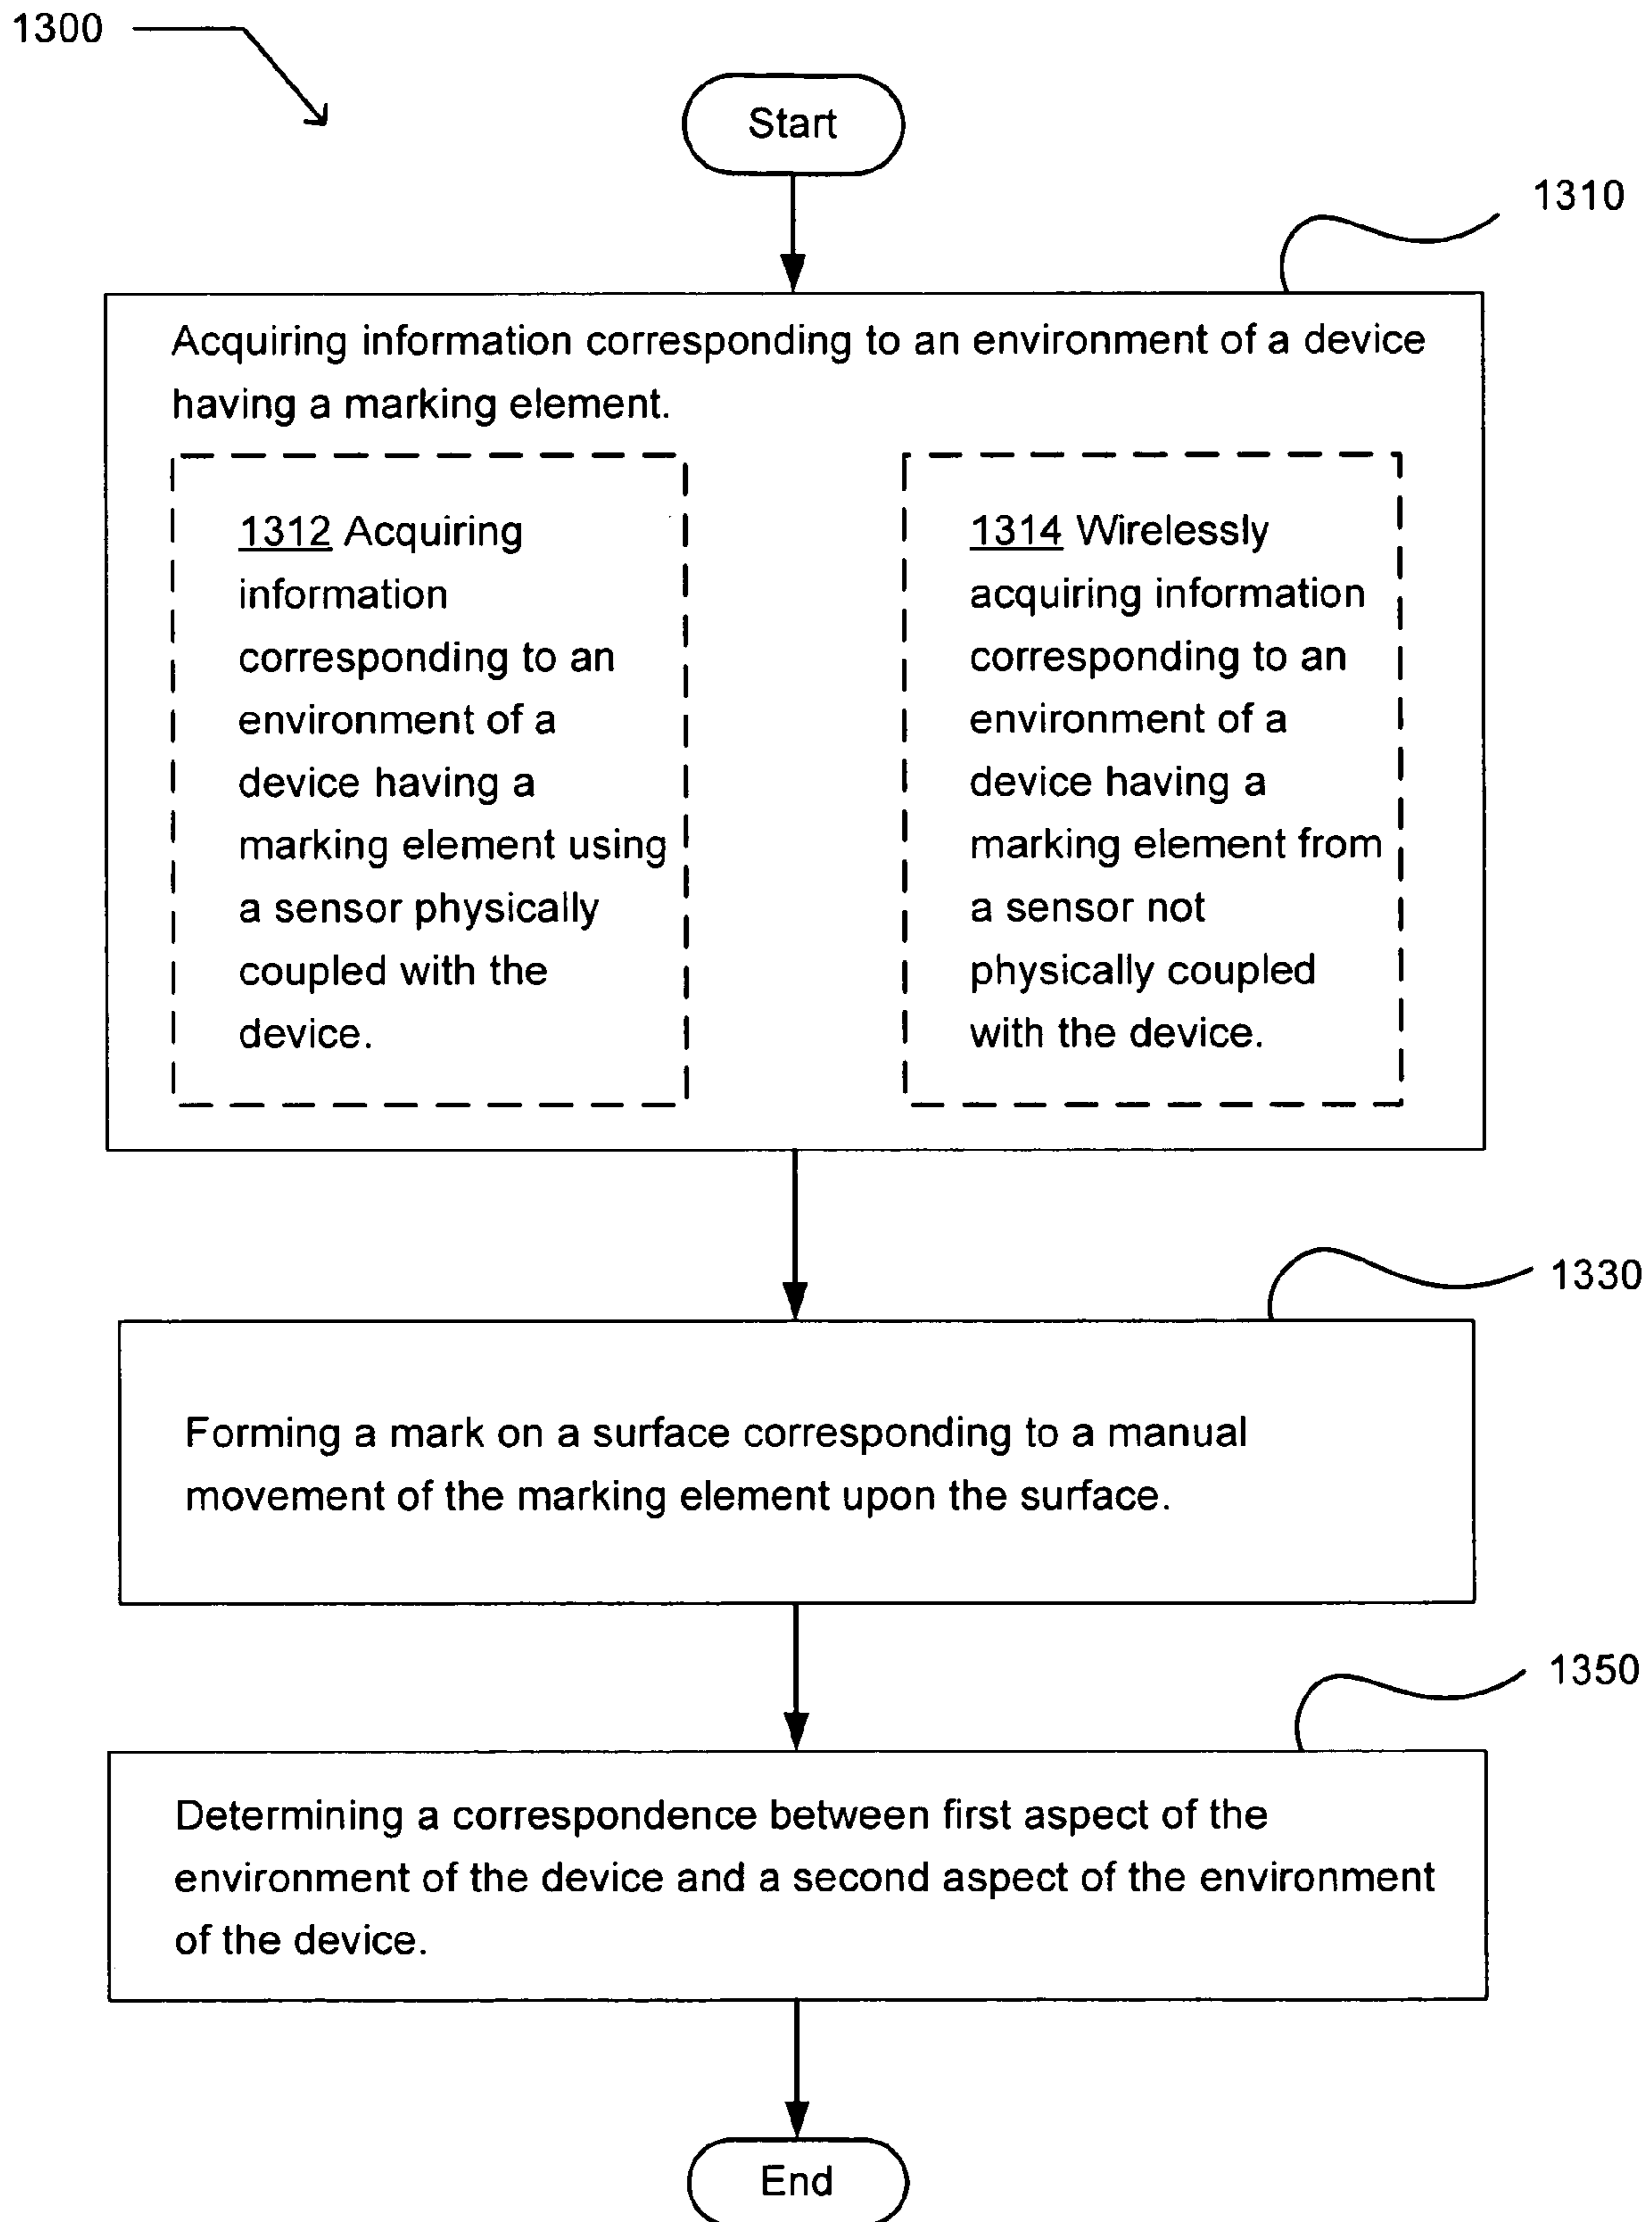 1300
Start
1310
Acquiring information corresponding to an environment of a device
having a marking element.
1312 Acquiring
information
corresponding to an
environment of a
device having a
marking element using
a sensor physically
coupled with the
device.
1314 Wirelessly
acquiring information
corresponding to an
environment of a
device having a
marking element from
a sensor not
physically coupled
with the device.
1330
Forming a mark on a surface corresponding to a manual
movement of the marking element upon the surface.
1350
Determining a correspondence between first aspect of the
environment of the device and a second aspect of the environment
of the device.
End